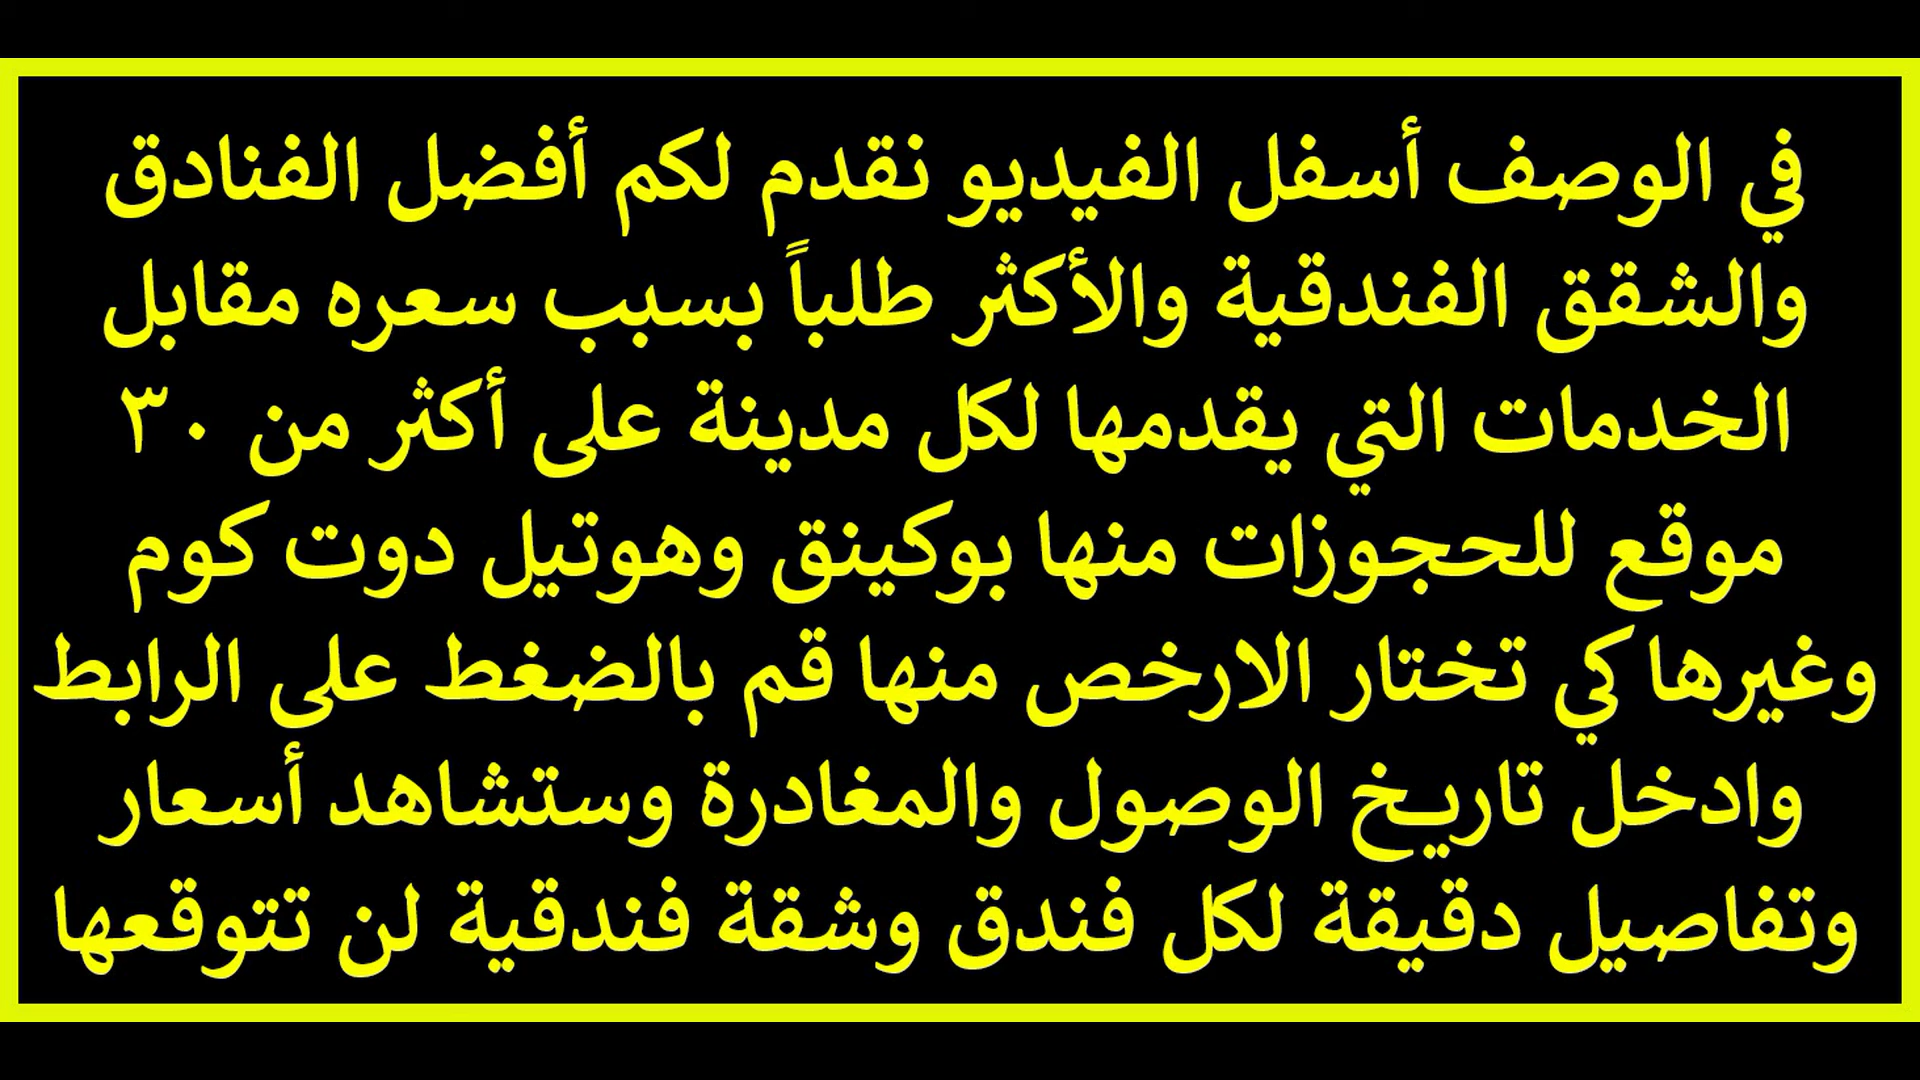 في الوصف أسفل الفيديو نقدم لكم أفضل الفنادق
والشقق الفندقية والأكثر طلباً بسبب سعره مقابل
الخدمات التي يقدمها لكل مدينة على أكثر من ٣٠
موقع للحجوزات منها بوكينق وهوتيل دوت كوم
وغيرها كي تختار الارخص منها قم بالضغط على الرابط
وادخل تاريخ الوصول والمغادرة وستشاهد أسعار
وتفاصيل دقيقة لكل فندق وشقة فندقية لن تتوقعها